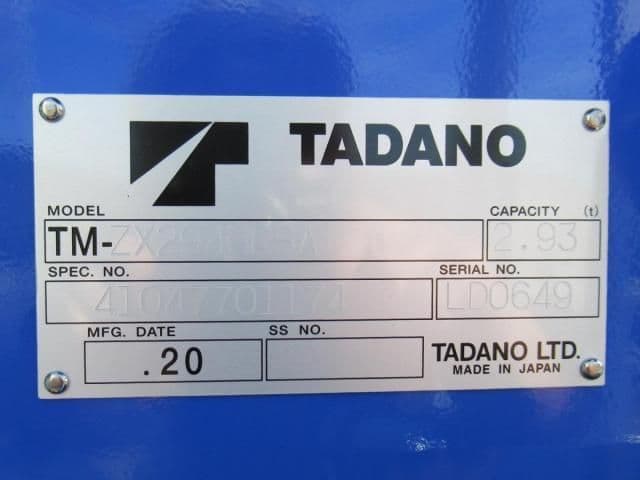 TADANO
MODEL CAPACITY (t)
TM- 2.93
SPEC. NO. SERIAL NO.
LD0649
MFG. DATE SS NO.
.20
TADANO LTD.
MADE IN JAPAN